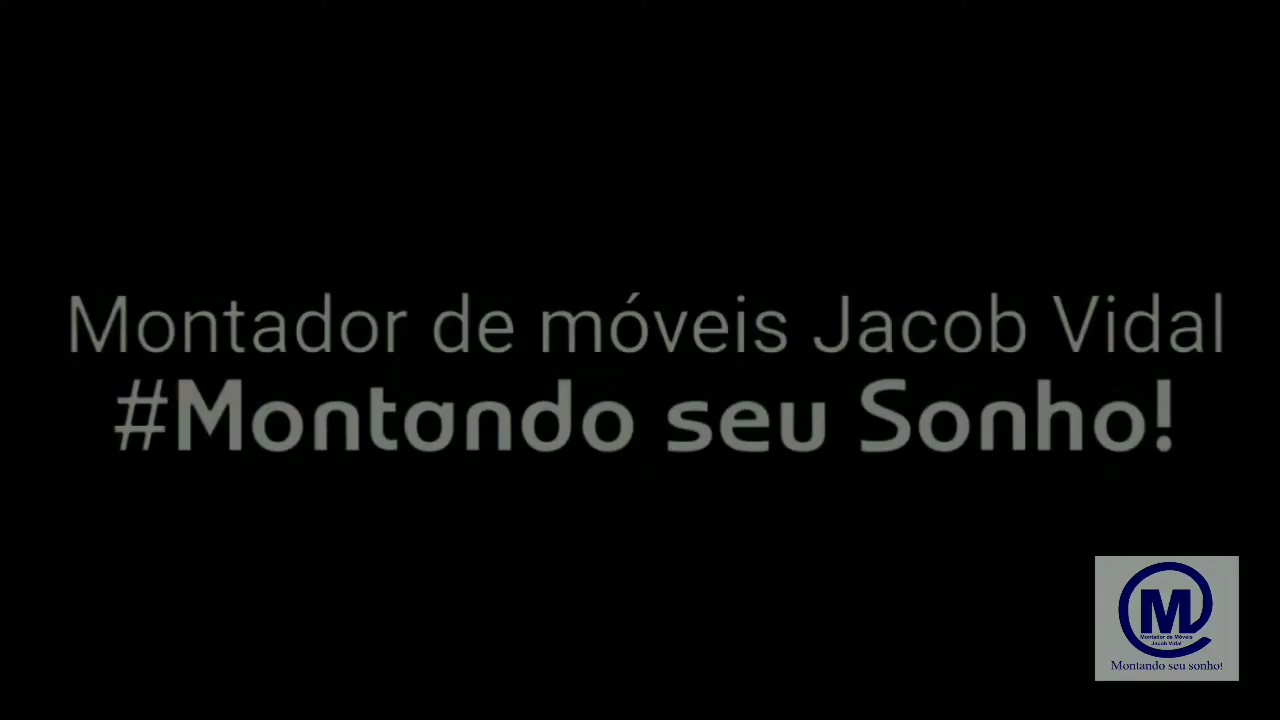 Montador de móveis Jacob Vidal
#Montando seu Sonho!
M
Montador de Móveis
Jacob Vidal
Montando seu sonho!